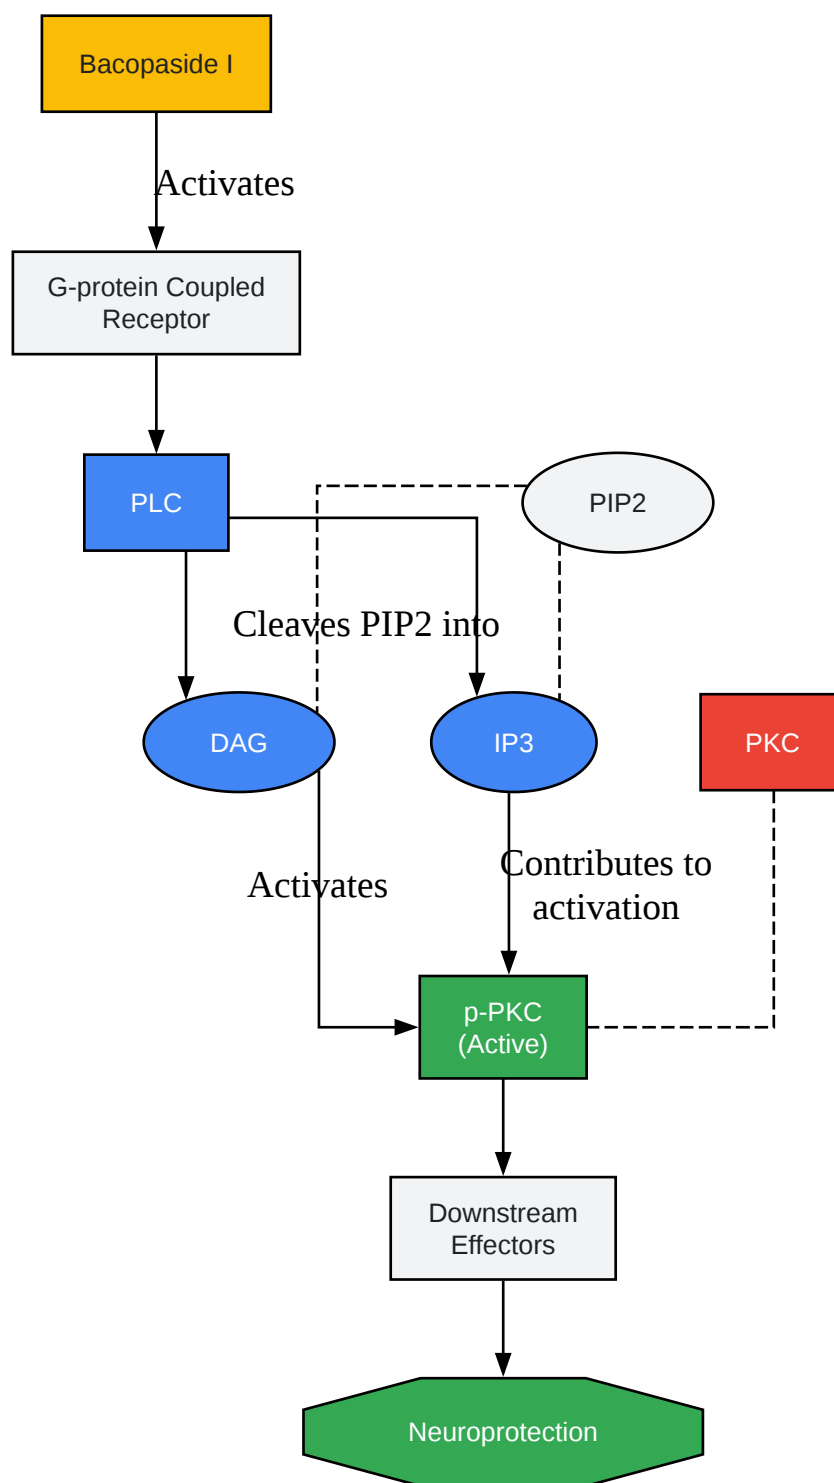 Bacopaside I
Activates
G-protein Coupled
Receptor
PLC
PIP2
Cleaves PIP2 into
DAG
IP3
PKC
Activates
Contributes to
activation
p-PKC
(Active)
Downstream
Effectors
Neuroprotection